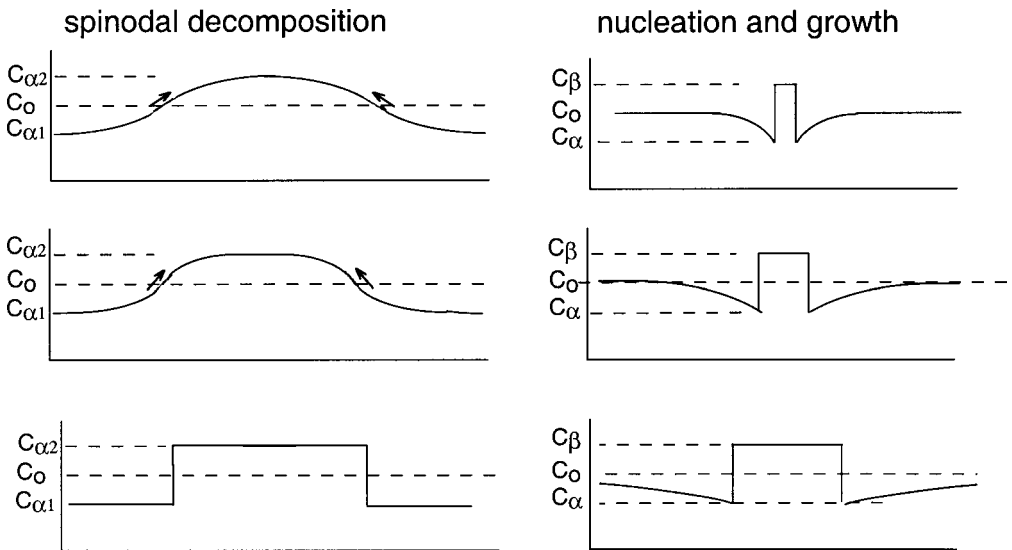 spinodal decomposition
nucleation and growth
Cα2
Co
Cα1
Cβ
Co
Cα
Cα2
Co
Cα1
Cβ
Co
Cα
Cα2
Co
Cα1
Cβ
Co
Cα